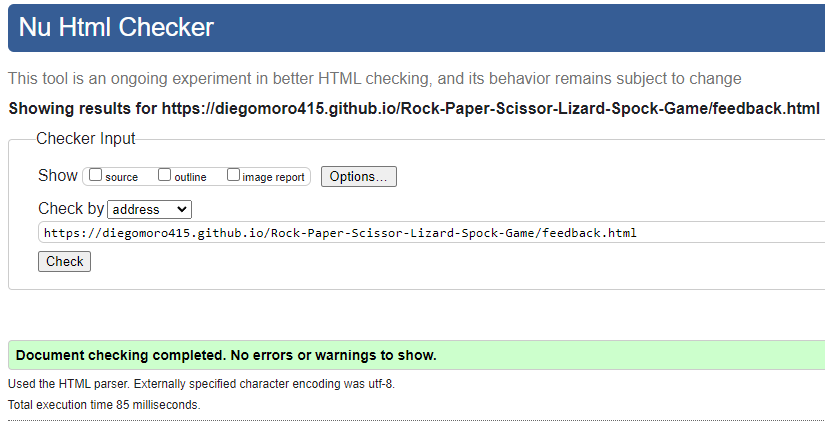 Nu Html Checker
This tool is an ongoing experiment in better HTML checking, and its behavior remains subject to change
Showing results for https://diegomoro415.github.io/Rock-Paper-Scissor-Lizard-Spock-Game/feedback.html
Checker Input
Show source outline image report Options...
Check by address
https://diegomoro415.github.io/Rock-Paper-Scissor-Lizard-Spock-Game/feedback.html
Check
Document checking completed. No errors or warnings to show.
Used the HTML parser. Externally specified character encoding was utf-8.
Total execution time 85 milliseconds.